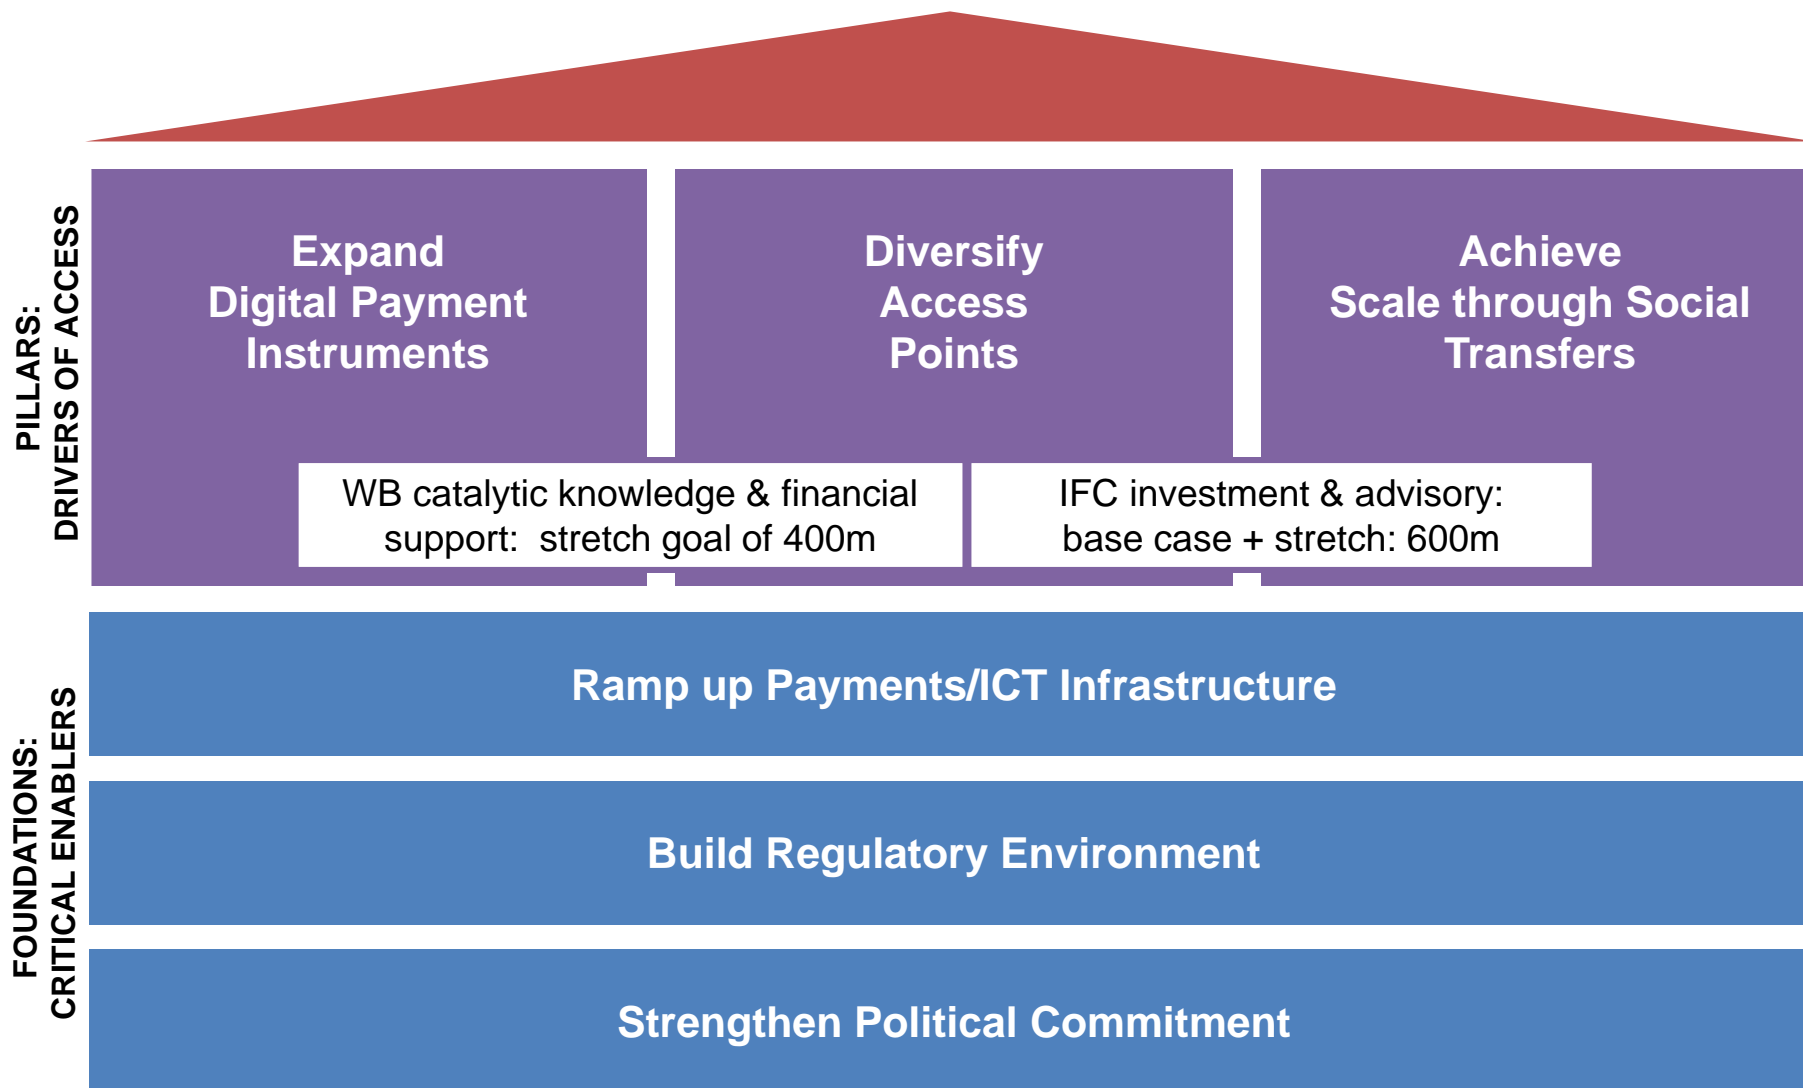 PILLARS:
DRIVERS OF ACCESS
Expand
Digital Payment
Instruments
Diversify
Access
Points
Achieve
Scale through Social
Transfers
WB catalytic knowledge & financial
support:  stretch goal of 400m
IFC investment & advisory:
base case + stretch: 600m
FOUNDATIONS:
CRITICAL ENABLERS
Ramp up Payments/ICT Infrastructure
Build Regulatory Environment
Strengthen Political Commitment